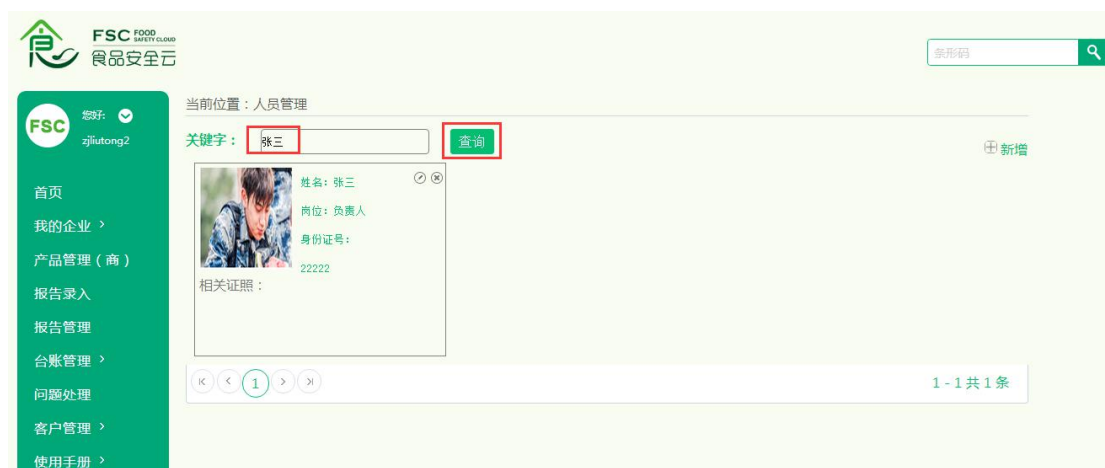 FSC FOOD SAFETY CLOUD
食品安全云
条形码
FSC
您好:
zjliutong2
当前位置：人员管理
关键字：
张三
查询
新增
首页
我的企业
产品管理（商）
报告录入
报告管理
台账管理
问题处理
客户管理
使用手册
姓名：张三
岗位：负责人
身份证号：
22222
相关证照：
1
1 - 1 共 1 条